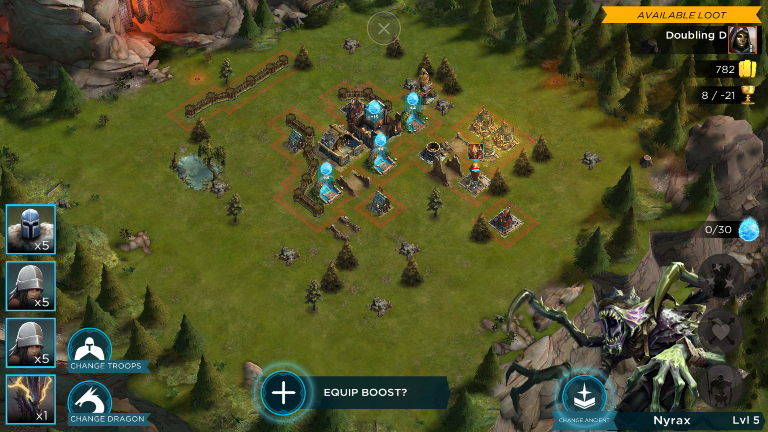 AVAILABLE LOOT
Doubling D
782
8 / -21
0/30
x5
x5
x5
x1
CHANGE TROOPS
CHANGE DRAGON
EQUIP BOOST?
CHANGE ANCIENT
Nyrax
Lvl 5